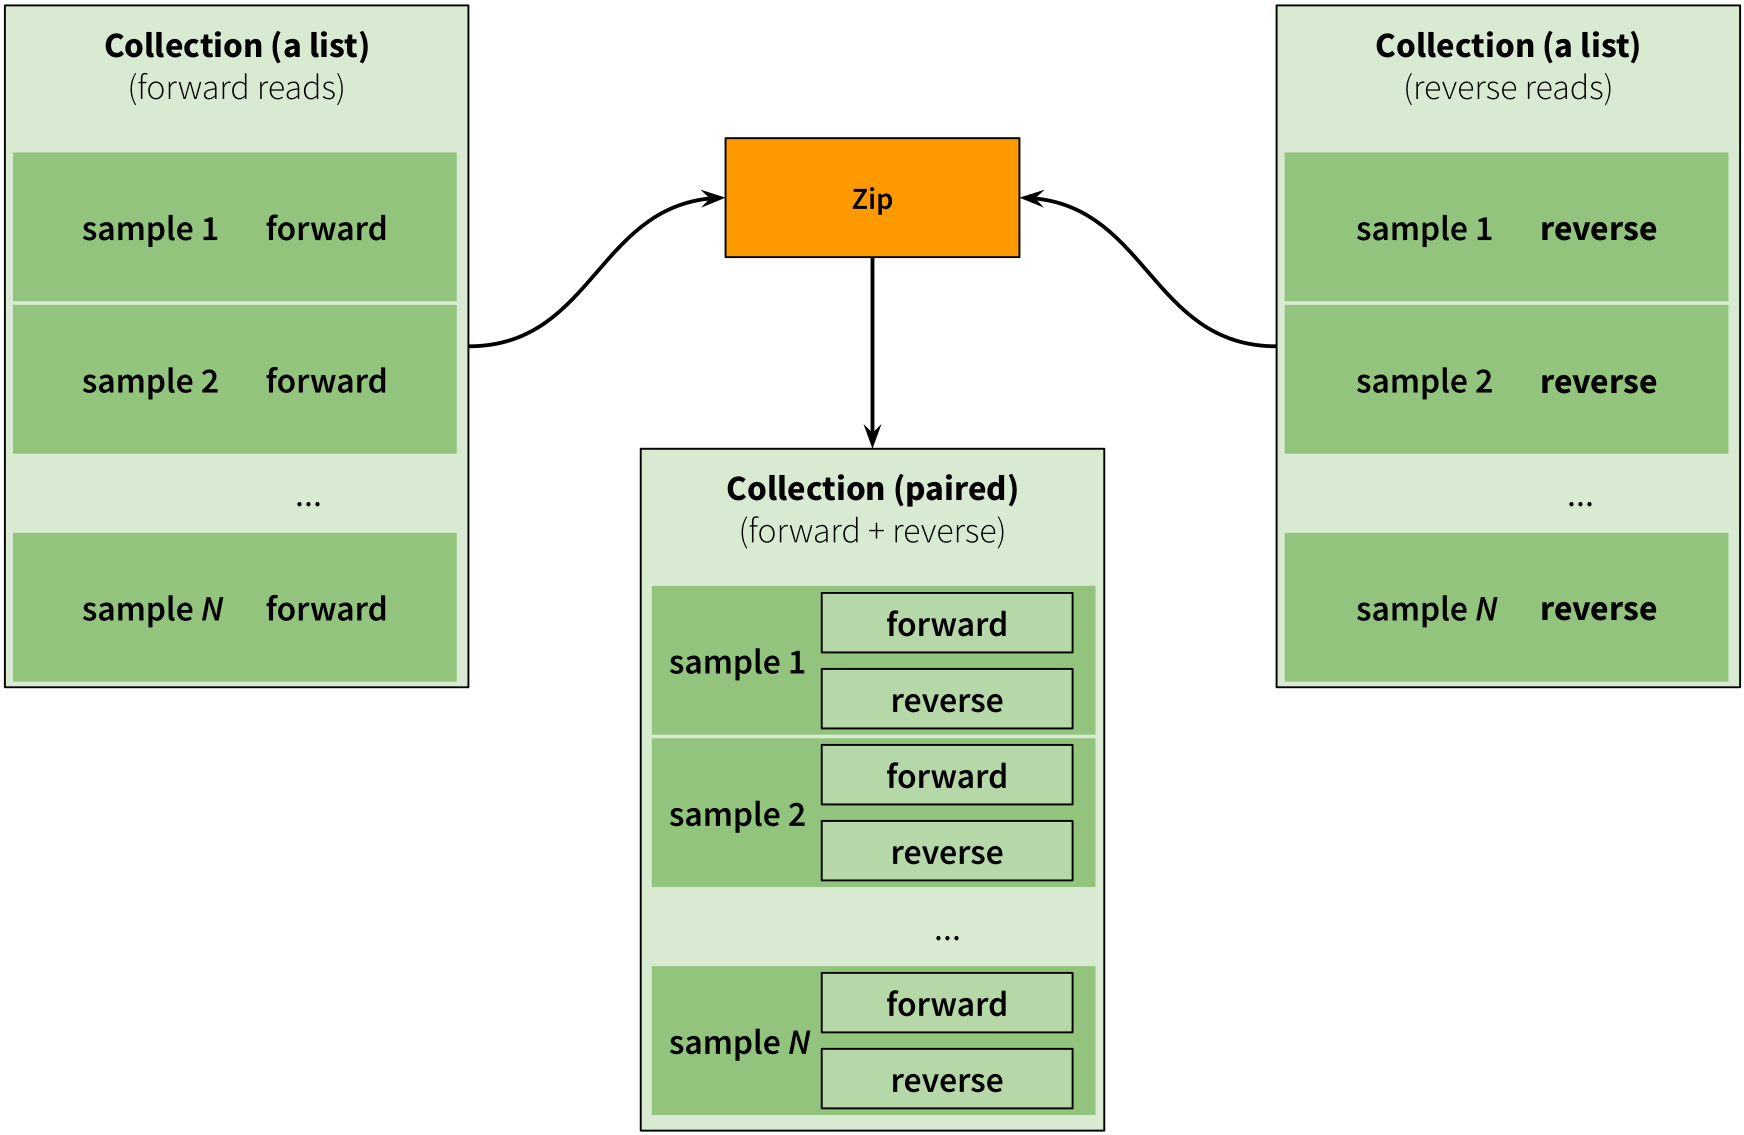 Collection (a list)
(forward reads)
sample 1 forward
sample 2 forward
...
sample N forward
Zip
Collection (a list)
(reverse reads)
sample 1 reverse
sample 2 reverse
...
sample N reverse
Collection (paired)
(forward + reverse)
sample 1
forward
reverse
sample 2
forward
reverse
...
sample N
forward
reverse